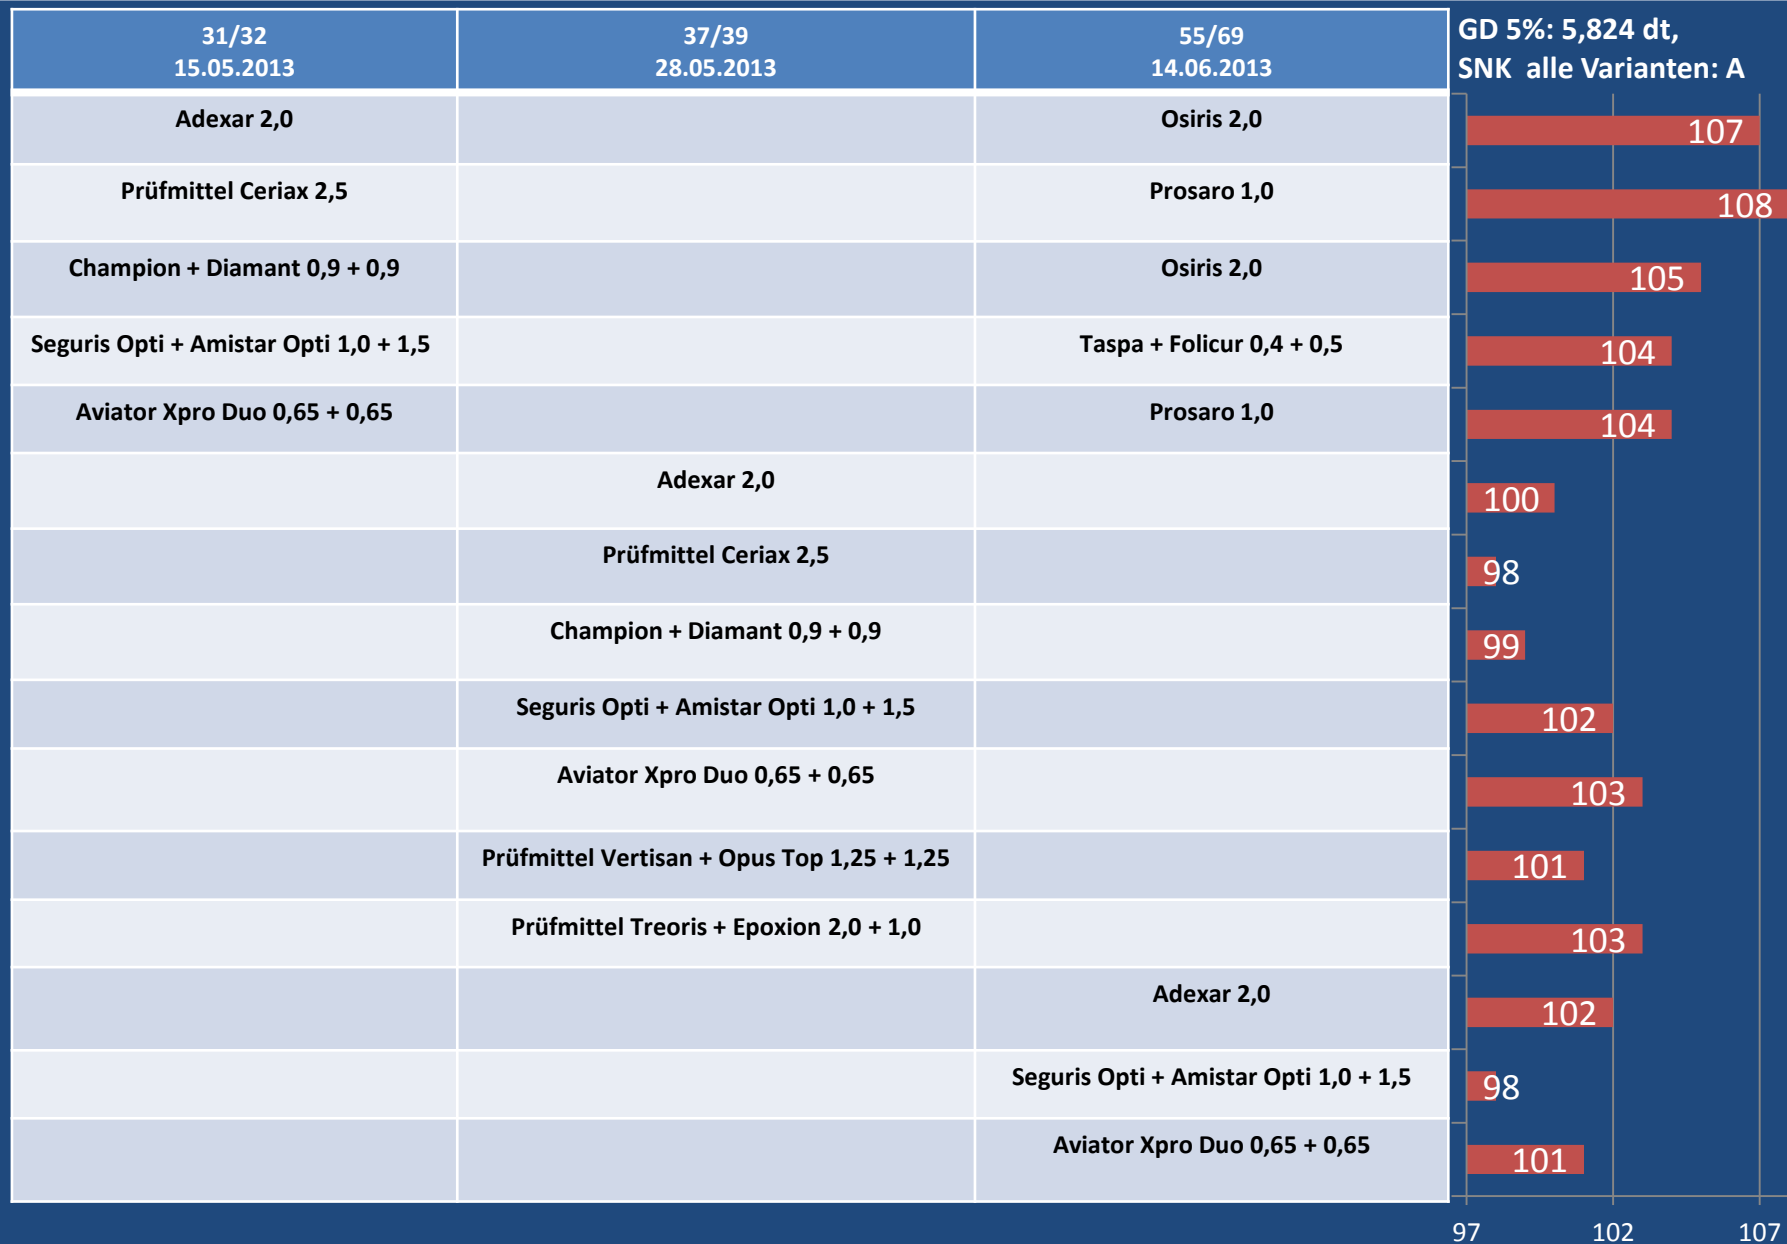 31/32
15.05.2013
37/39
28.05.2013
55/69
14.06.2013
GD 5%: 5,824 dt,
SNK alle Varianten: A
Adexar 2,0
Osiris 2,0
107
Prüfmittel Ceriax 2,5
Prosaro 1,0
108
Champion + Diamant 0,9 + 0,9
Osiris 2,0
105
Seguris Opti + Amistar Opti 1,0 + 1,5
Taspa + Folicur 0,4 + 0,5
104
Aviator Xpro Duo 0,65 + 0,65
Prosaro 1,0
104
Adexar 2,0
100
Prüfmittel Ceriax 2,5
98
Champion + Diamant 0,9 + 0,9
99
Seguris Opti + Amistar Opti 1,0 + 1,5
102
Aviator Xpro Duo 0,65 + 0,65
103
Prüfmittel Vertisan + Opus Top 1,25 + 1,25
101
Prüfmittel Treoris + Epoxion 2,0 + 1,0
103
Adexar 2,0
102
Seguris Opti + Amistar Opti 1,0 + 1,5
98
Aviator Xpro Duo 0,65 + 0,65
101
97 102 107